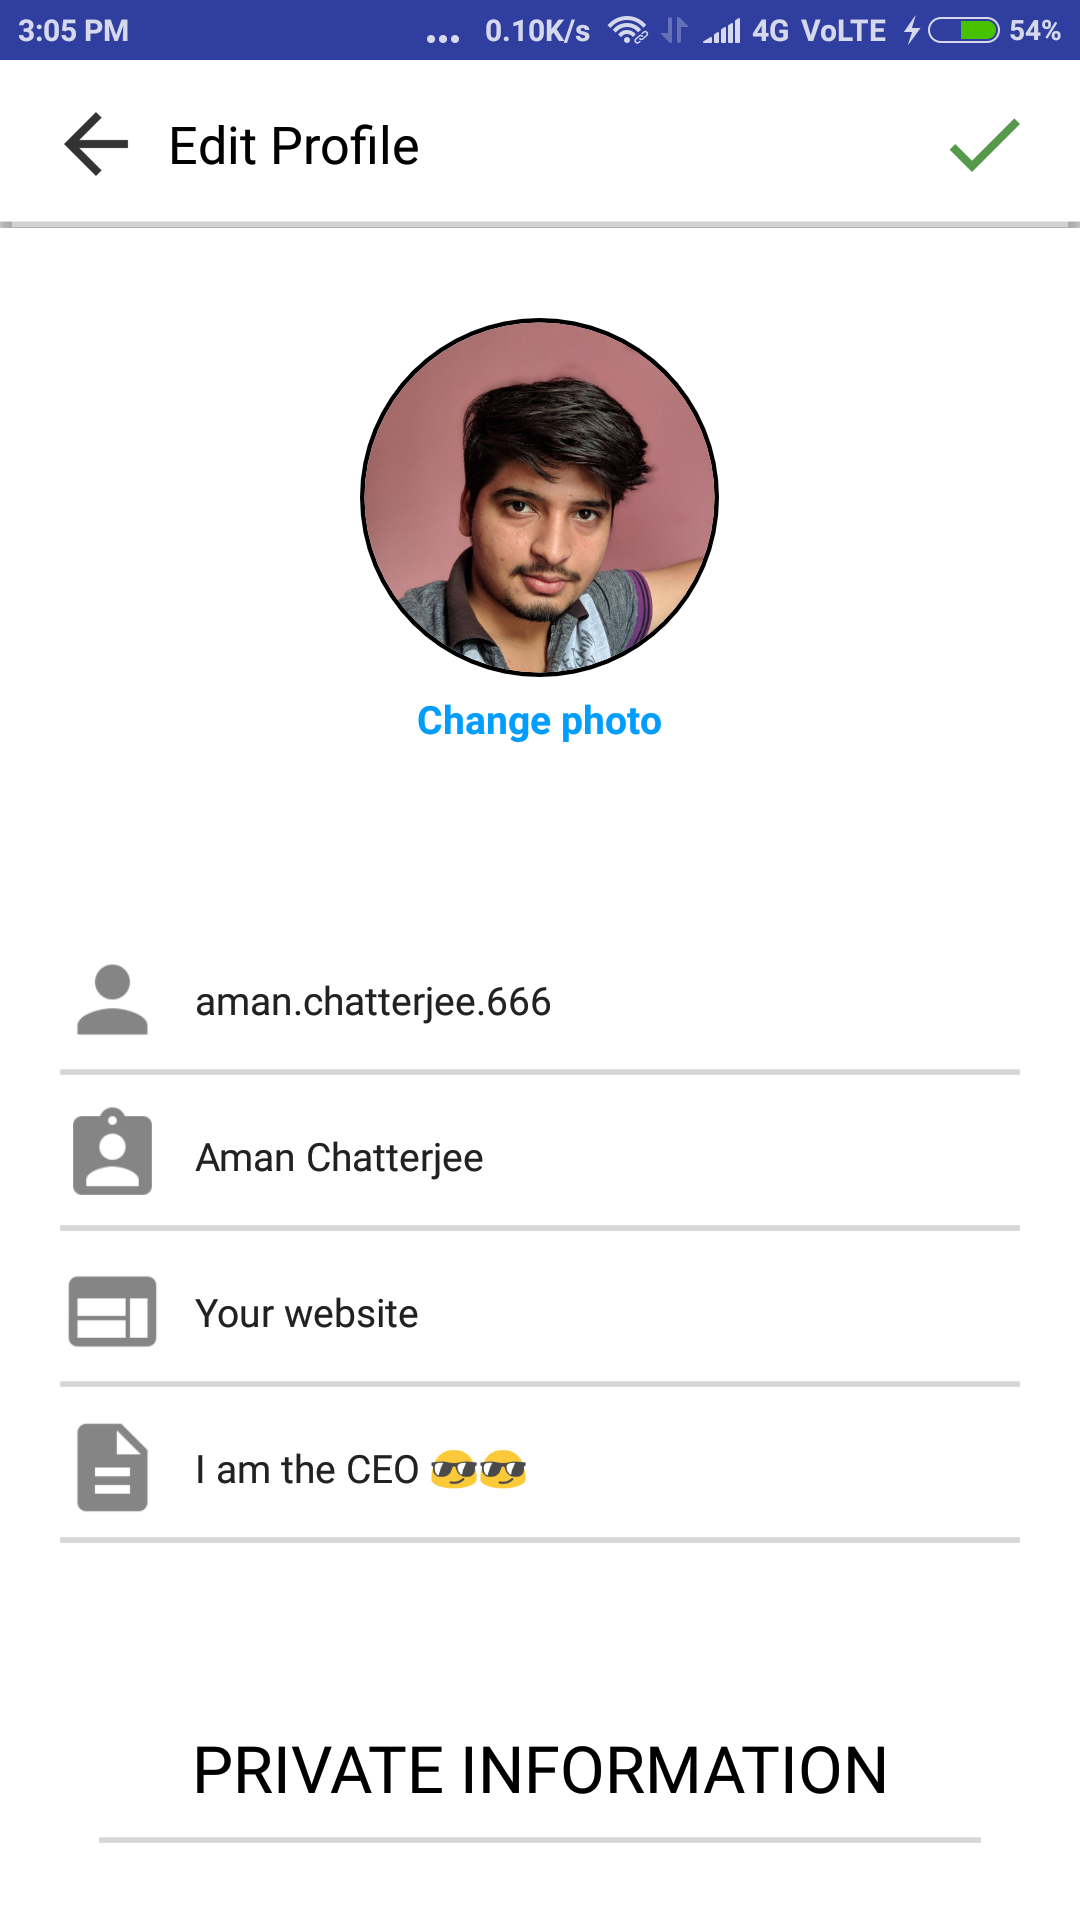 3:05 PM ... 0.10K/s 4G VoLTE 54%
Edit Profile
Change photo
aman.chatterjee.666
Aman Chatterjee
Your website
I am the CEO 😎😎
PRIVATE INFORMATION